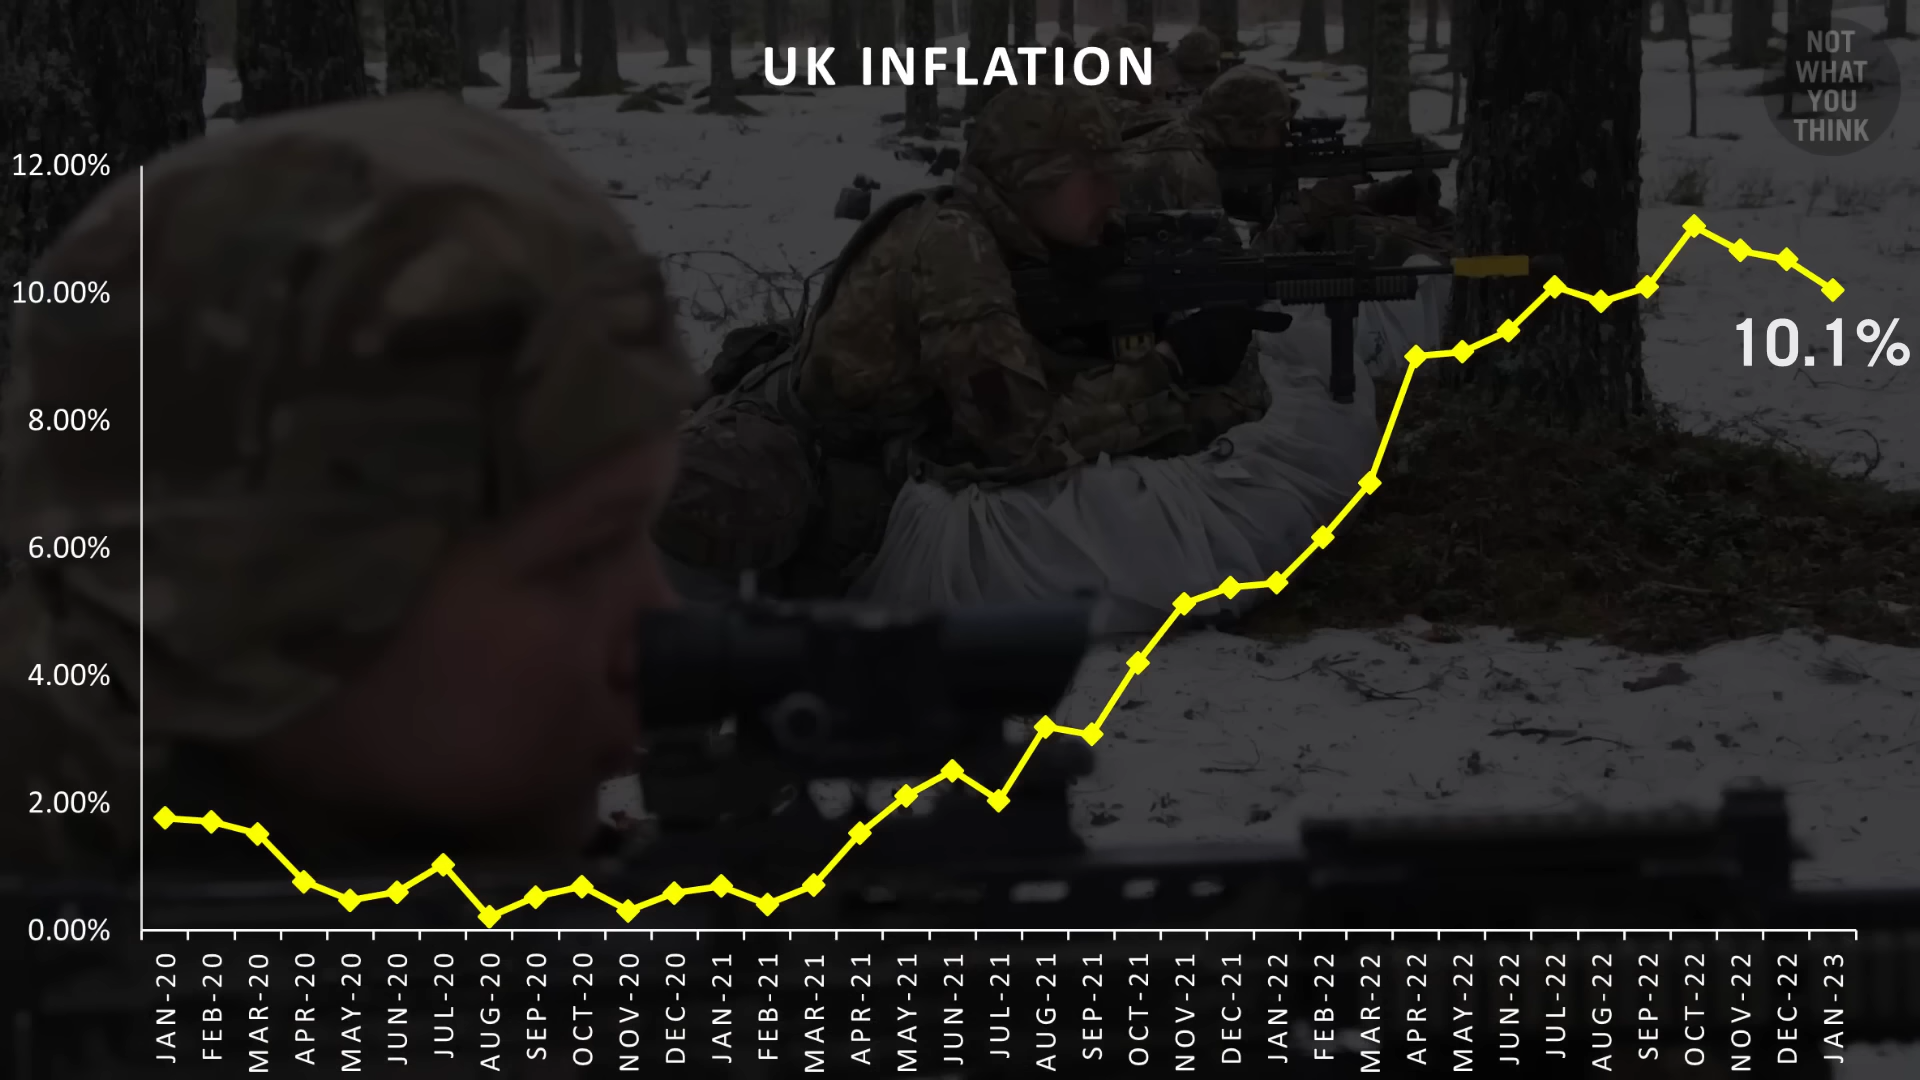 UK INFLATION
NOT
WHAT
YOU
THINK
12.00%
10.00%
8.00%
6.00%
4.00%
2.00%
0.00%
10.1%
JAN-20
FEB-20
MAR-20
APR-20
MAY-20
JUN-20
JUL-20
AUG-20
SEP-20
OCT-20
NOV-20
DEC-20
JAN-21
FEB-21
MAR-21
APR-21
MAY-21
JUN-21
JUL-21
AUG-21
SEP-21
OCT-21
NOV-21
DEC-21
JAN-22
FEB-22
MAR-22
APR-22
MAY-22
JUN-22
JUL-22
AUG-22
SEP-22
OCT-22
NOV-22
DEC-22
JAN-23